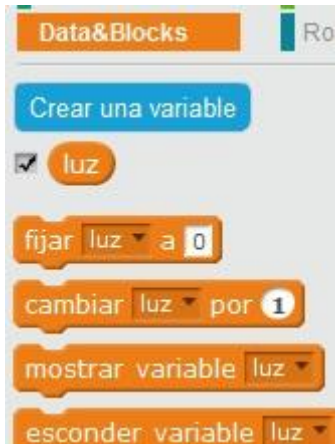 Data&Blocks
Ro
Crear una variable
luz
fijar luz a 0
cambiar luz por 1
mostrar variable luz
esconder variable luz